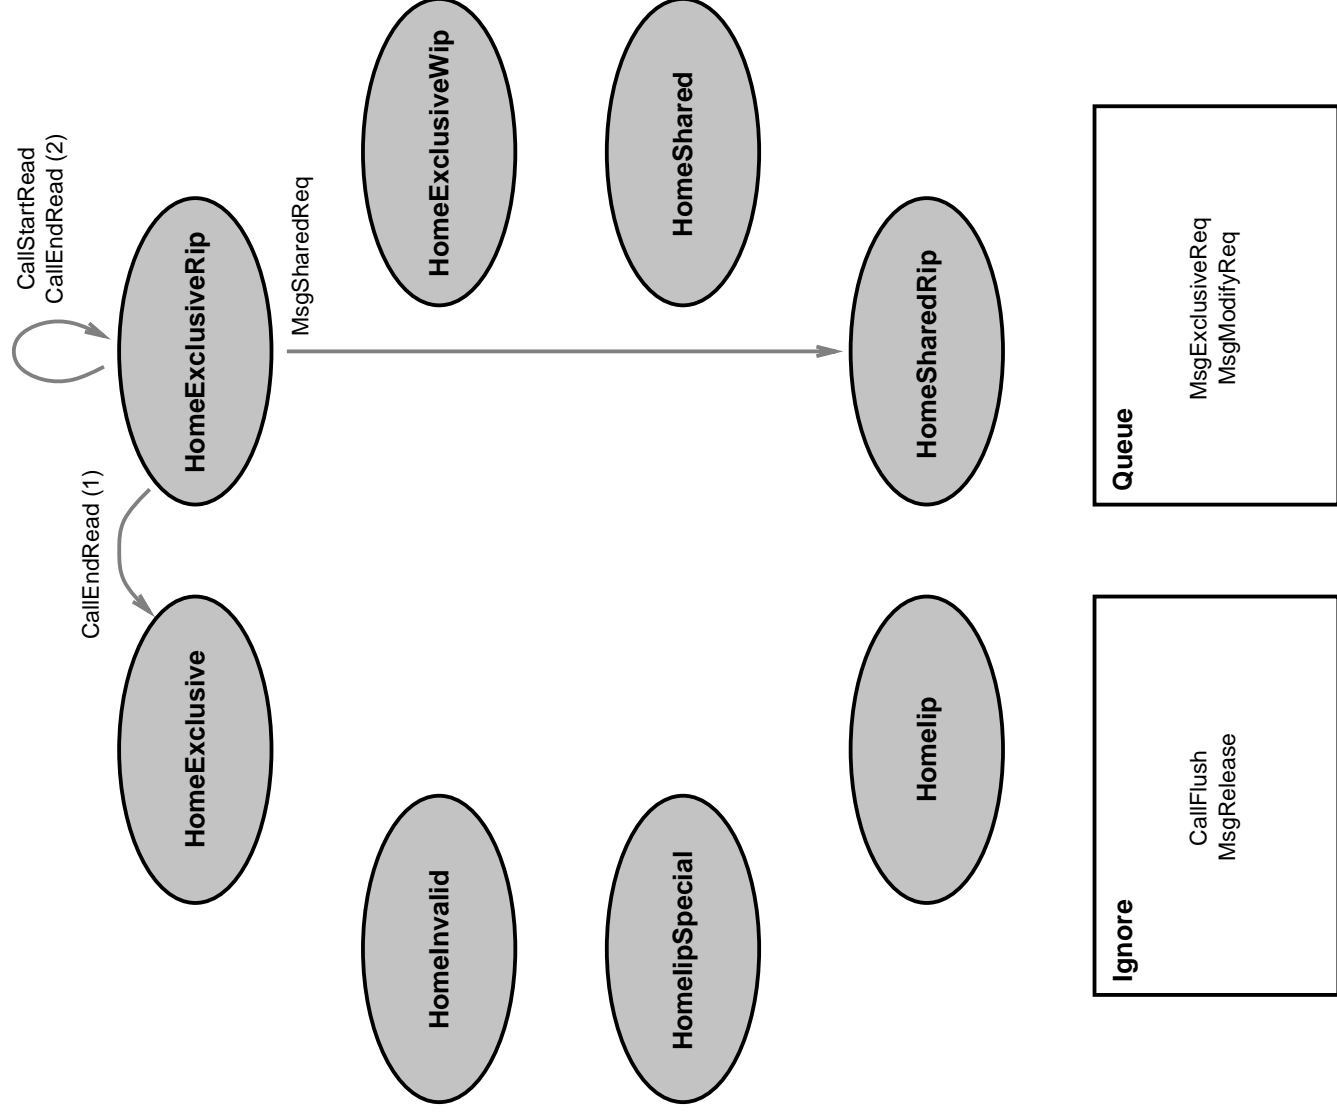 CallStartRead
CallEndRead (2)
CallEndRead (1)
HomeExclusive
HomeExclusiveRip
MsgSharedReq
HomeInvalid
HomeExclusiveWip
HomeIipSpecial
HomeShared
HomeIip
HomeSharedRip
Ignore
CallFlush
MsgRelease
Queue
MsgExclusiveReq
MsgModifyReq